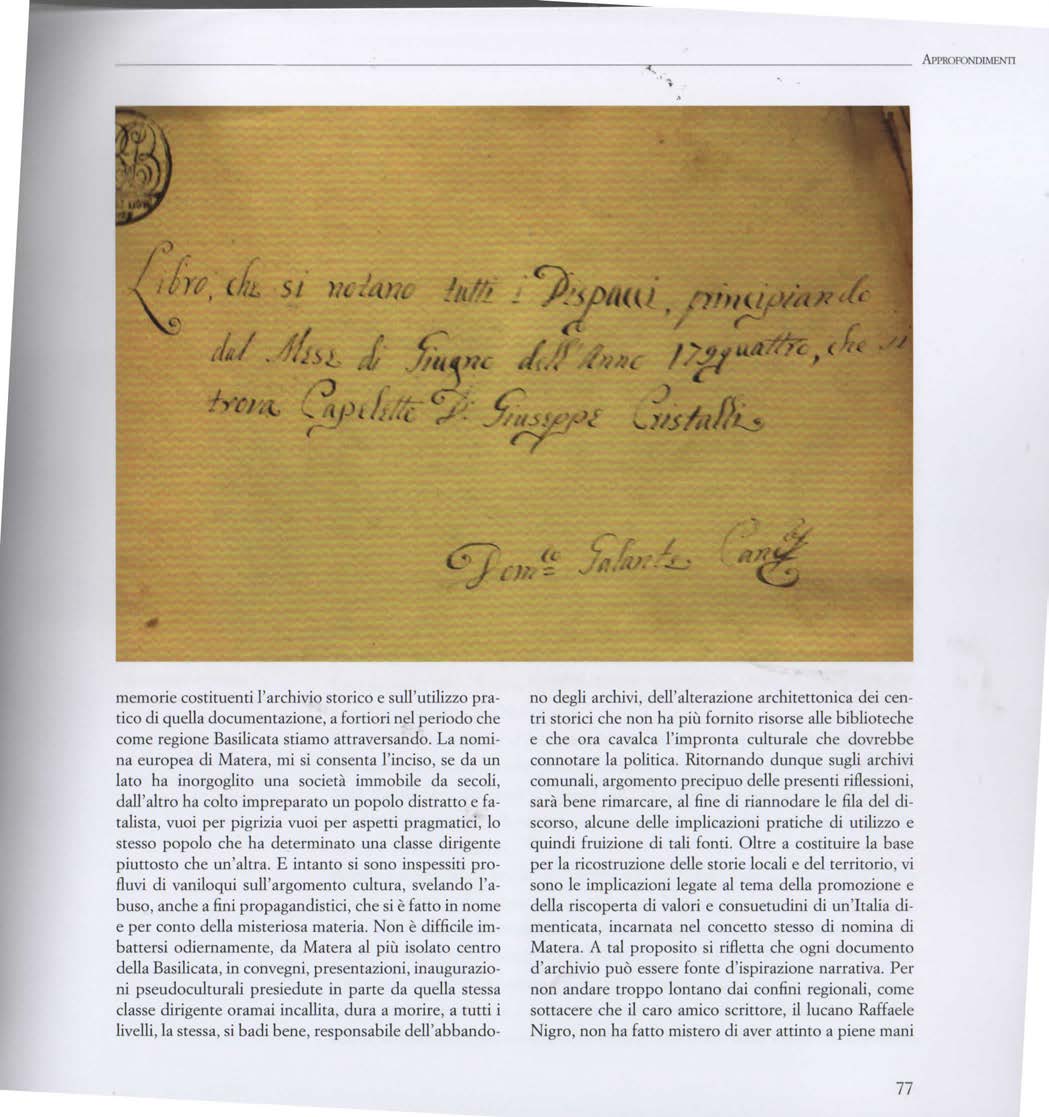 APPROFONDIMENTI
Libro, che si notano tutti i Dispacci, principiando
dal Mese di Giugno dell'Anno 179quattro, che si
trova Capeletto D. Giuseppe Cristalli
Dom.co Galante
memorie costituenti l'archivio storico e sull'utilizzo pra-
tico di quella documentazione, a fortiori nel periodo che
come regione Basilicata stiamo attraversando. La nomi-
na europea di Matera, mi si consenta l'inciso, se da un
lato ha inorgoglito una società immobile da secoli,
dall'altro ha colto impreparato un popolo distratto e fa-
talista, vuoi per pigrizia vuoi per aspetti pragmatici, lo
stesso popolo che ha determinato una classe dirigente
piuttosto che un'altra. E intanto si sono inspessiti pro-
fluvi di vaniloqui sull'argomento cultura, svelando l'a-
buso, anche a fini propagandistici, che si è fatto in nome
e per conto della misteriosa materia. Non è difficile im-
battersi odiernamente, da Matera al più isolato centro
della Basilicata, in convegni, presentazioni, inaugurazio-
ni pseudoculturali presiedute in parte da quella stessa
classe dirigente oramai incallita, dura a morire, a tutti i
livelli, la stessa, si badi bene, responsabile dell'abbando-
no degli archivi, dell'alterazione architettonica dei cen-
tri storici che non ha più fornito risorse alle biblioteche
e che ora cavalca l'impronta culturale che dovrebbe
connotare la politica. Ritornando dunque sugli archivi
comunali, argomento precipuo delle presenti riflessioni,
sarà bene rimarcare, al fine di riannodare le fila del di-
scorso, alcune delle implicazioni pratiche di utilizzo e
quindi fruizione di tali fonti. Oltre a costituire la base
per la ricostruzione delle storie locali e del territorio, vi
sono le implicazioni legate al tema della promozione e
della riscoperta di valori e consuetudini di un'Italia di-
menticata, incarnata nel concetto stesso di nomina di
Matera. A tal proposito si rifletta che ogni documento
d'archivio può essere fonte d'ispirazione narrativa. Per
non andare troppo lontano dai confini regionali, come
sottacere che il caro amico scrittore, il lucano Raffaele
Nigro, non ha fatto mistero di aver attinto a piene mani
77